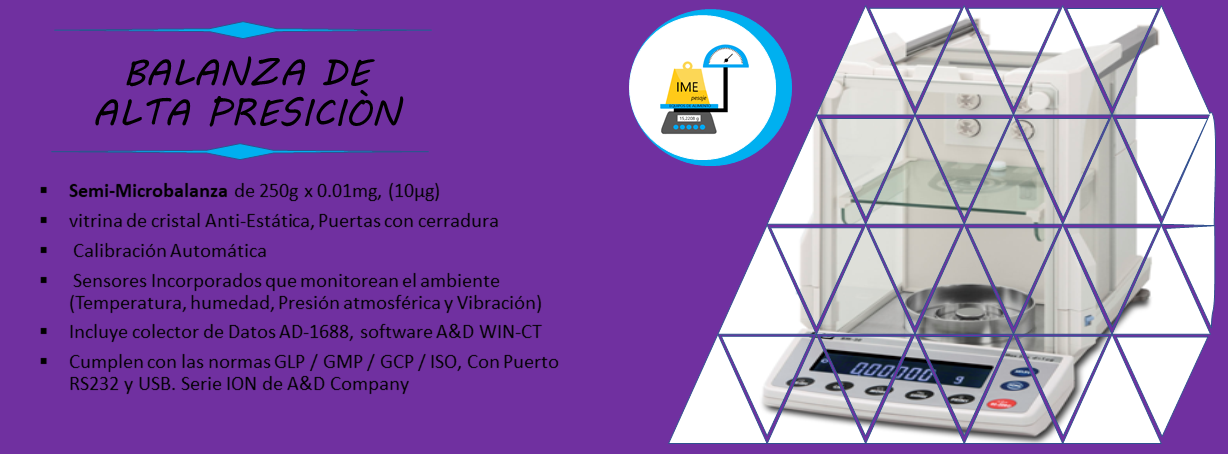 BALANZA DE
ALTA PRESICIÒN
IME
pesaje
15.2208 g
▪ Semi-Microbalanza de 250g x 0.01mg, (10µg)
▪ vitrina de cristal Anti-Estática, Puertas con cerradura
▪ Calibración Automática
▪ Sensores Incorporados que monitorean el ambiente
(Temperatura, humedad, Presión atmosférica y Vibración)
▪ Incluye colector de Datos AD-1688, software A&D WIN-CT
▪ Cumplen con las normas GLP / GMP / GCP / ISO, Con Puerto
RS232 y USB. Serie ION de A&D Company
g